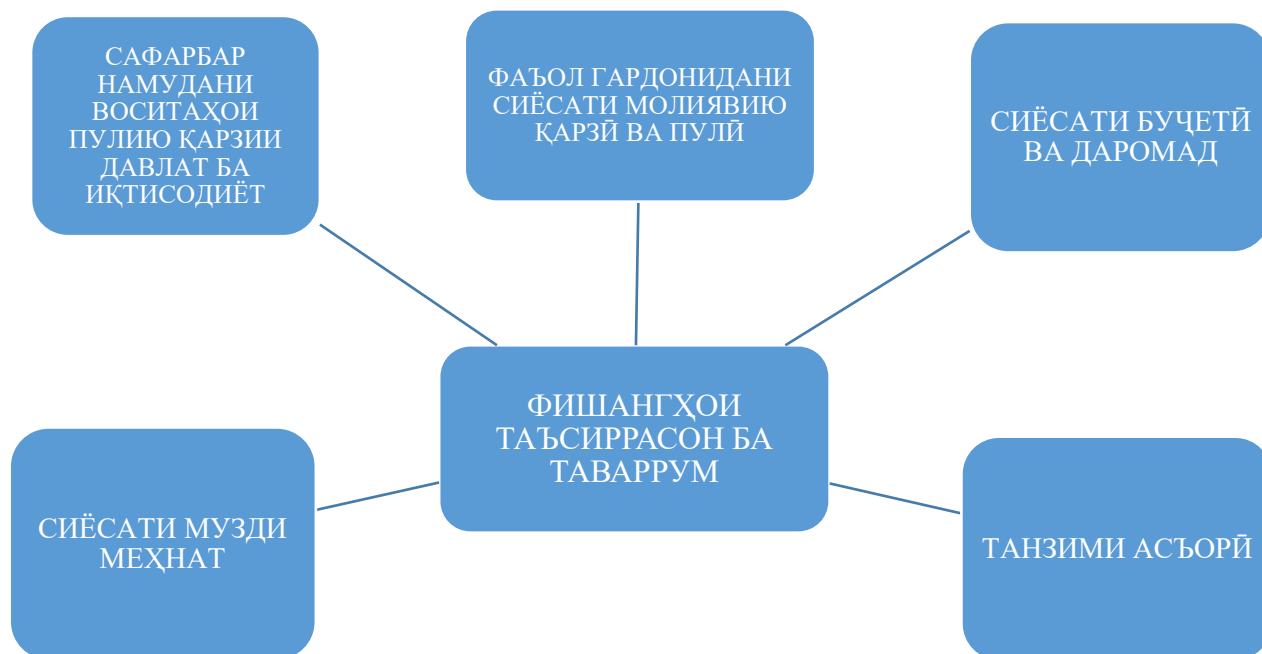 САФАРБАР
НАМУДАНИ
ВОСИТАҲОИ
ПУЛИЮ ҚАРЗИИ
ДАВЛАТ БА
ИҚТИСОДИЁТ
ФАЪОЛ ГАРДОНИДАНИ
СИЁСАТИ МОЛИЯВИЮ
ҚАРЗӢ ВА ПУЛӢ
СИЁСАТИ БУҶЕТӢ
ВА ДАРОМАД
ФИШАНГҲОИ
ТАЪСИРРАСОН БА
ТАВАРРУМ
СИЁСАТИ МУЗДИ
МЕҲНАТ
ТАНЗИМИ АСЪОРӢ